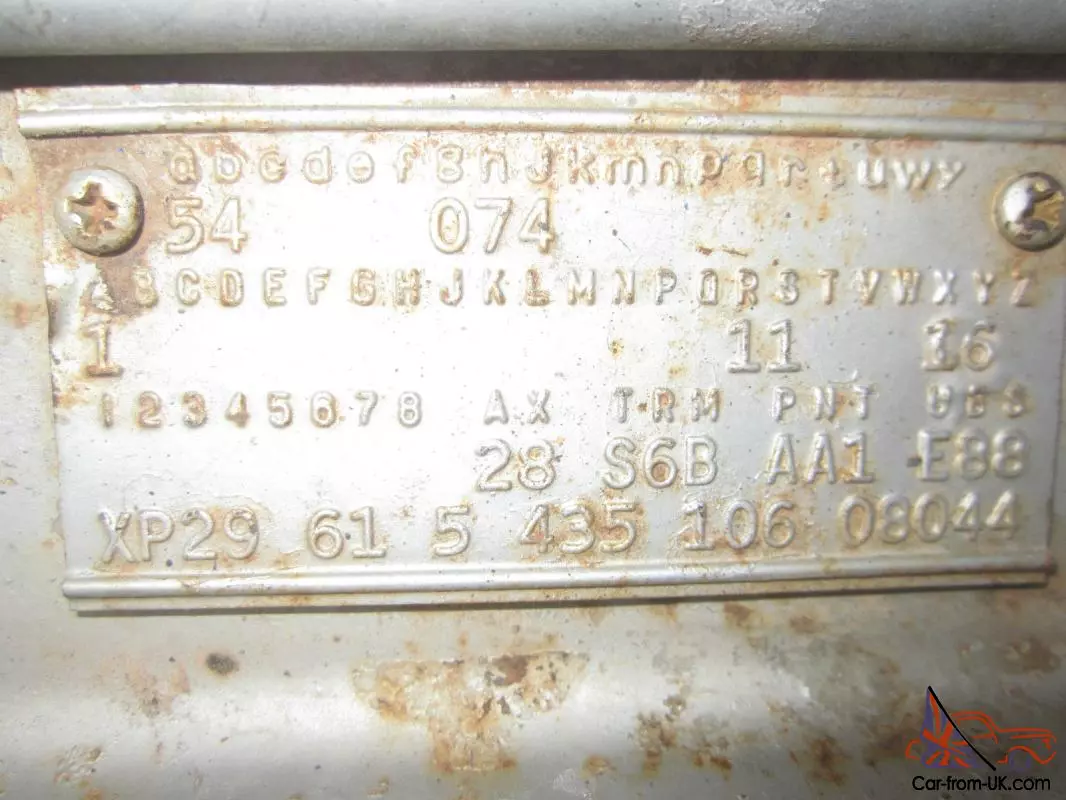 abcdefghJkmnpqrtuwy
54 074
ABCDEFGHJKLMNPQRSTVWXYZ
1 11 16
12345678 AX TRM PNT UBS
28 S6B AA1 E88
XP29 61 5 435 106 08044
Car-from-UK.com